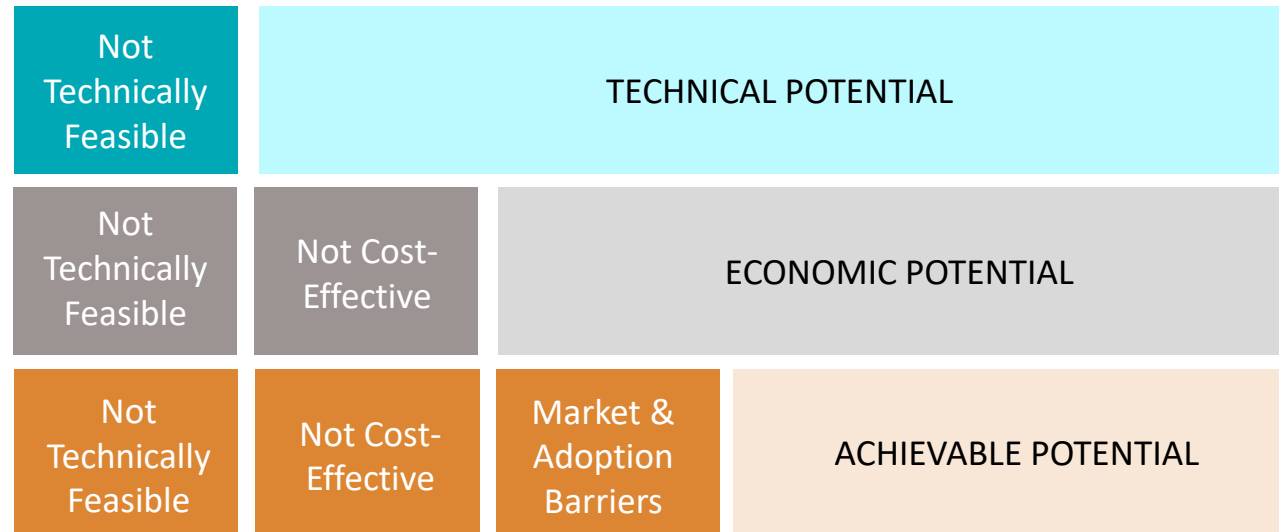 Not
Technically
Feasible
TECHNICAL POTENTIAL
Not
Technically
Feasible
Not Cost-
Effective
ECONOMIC POTENTIAL
Not
Technically
Feasible
Not Cost-
Effective
Market &
Adoption
Barriers
ACHIEVABLE POTENTIAL